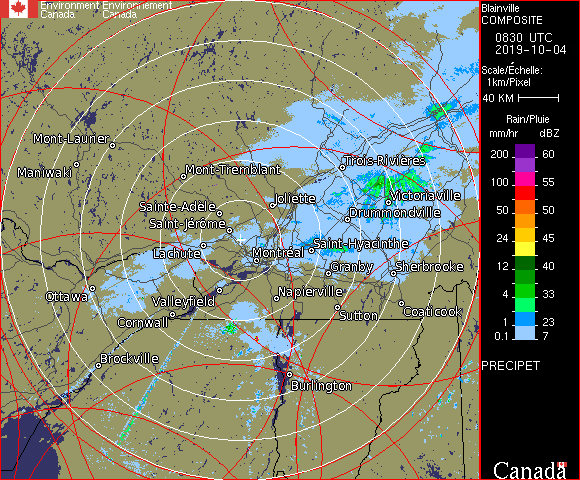 Environment Environnement
Canada Canada
Blainville
COMPOSITE
0830 UTC
2019-10-04
Scale/Échelle:
1km/Pixel
40 KM
Rain/Pluie
mm/hr dBZ
200 60
100 55
50 50
24 45
12 40
4 33
1 23
0.1 7
PRECIPET
Mont-Laurier
Maniwaki
Mont-Tremblant
Trois-Rivières
Sainte-Adèle
Joliette
Victoriaville
Saint-Jérôme
Drummondville
Lachute
Montréal
Saint-Hyacinthe
Granby
Sherbrooke
Ottawa
Valleyfield
Napierville
Cornwall
Sutton
Coaticook
Brockville
Burlington
Canada